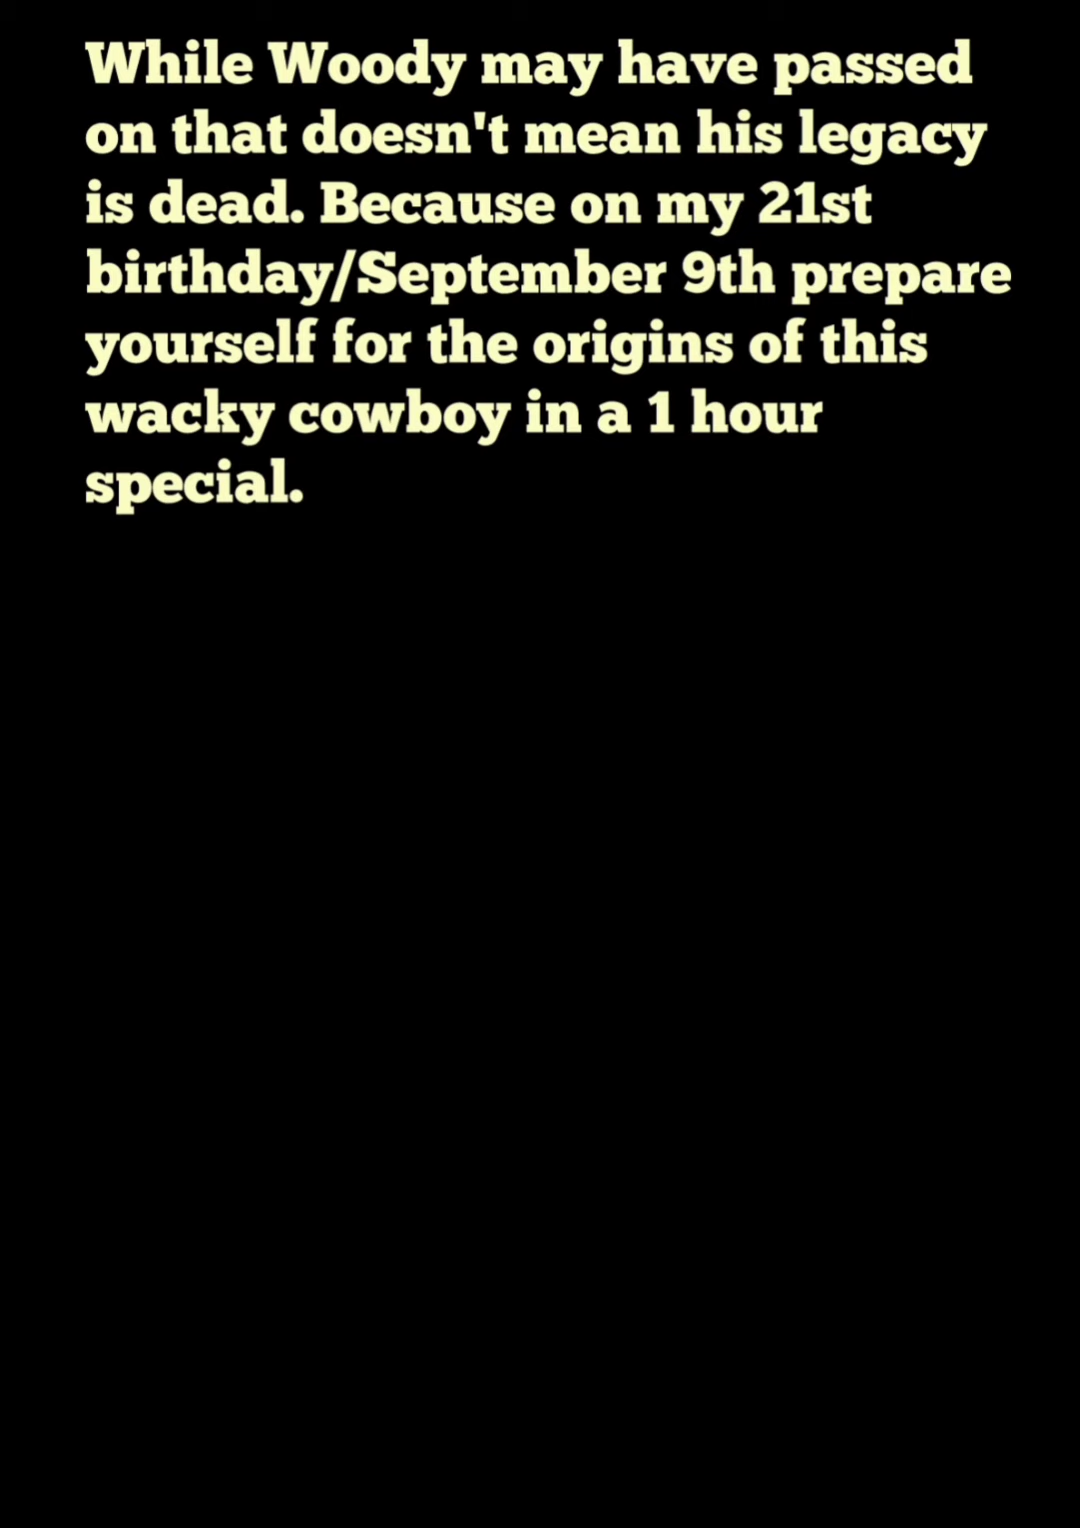 While Woody may have passed
on that doesn't mean his legacy
is dead. Because on my 21st
birthday/September 9th prepare
yourself for the origins of this
wacky cowboy in a 1 hour
special.